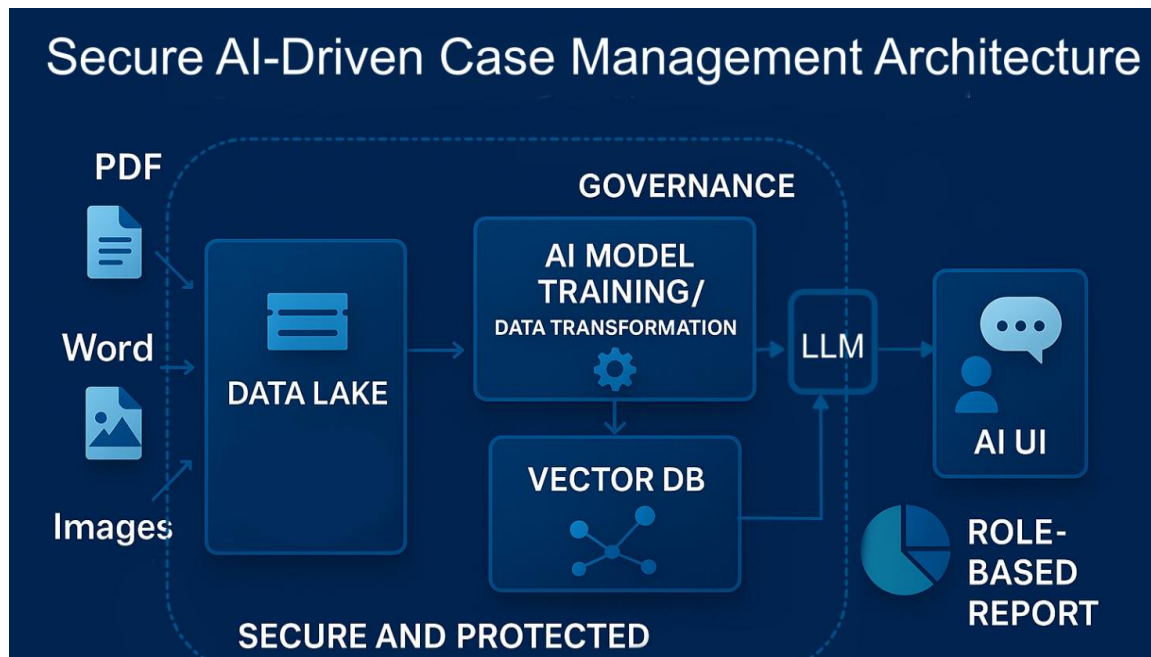 Secure AI-Driven Case Management Architecture
PDF
GOVERNANCE
AI MODEL
TRAINING/
DATA TRANSFORMATION
Word
LLM
DATA LAKE
AI UI
VECTOR DB
Images
ROLE-
BASED
REPORT
SECURE AND PROTECTED